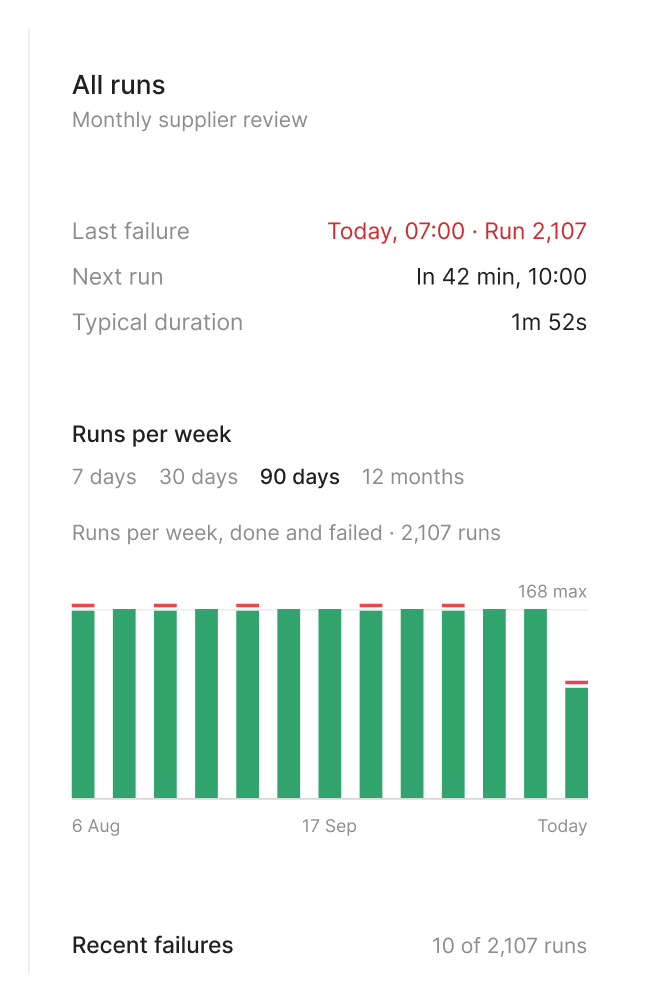 All runs
Monthly supplier review
Last failure Today, 07:00 · Run 2,107
Next run In 42 min, 10:00
Typical duration 1m 52s
Runs per week
7 days 30 days 90 days 12 months
Runs per week, done and failed · 2,107 runs
168 max
6 Aug 17 Sep Today
Recent failures 10 of 2,107 runs